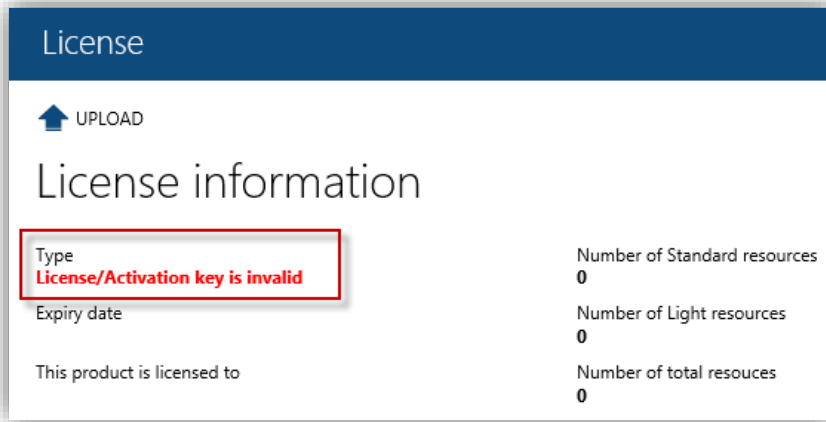 License
UPLOAD
License information
Type
License/Activation key is invalid
Number of Standard resources
0
Expiry date
Number of Light resources
0
This product is licensed to
Number of total resouces
0